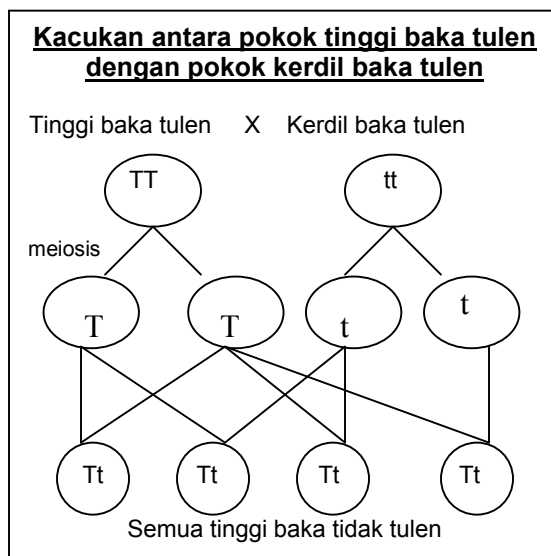 Kacukan antara pokok tinggi baka tulen
dengan pokok kerdil baka tulen
Tinggi baka tulen X Kerdil baka tulen
TT tt
meiosis
T T t t
Tt Tt Tt Tt
Semua tinggi baka tidak tulen